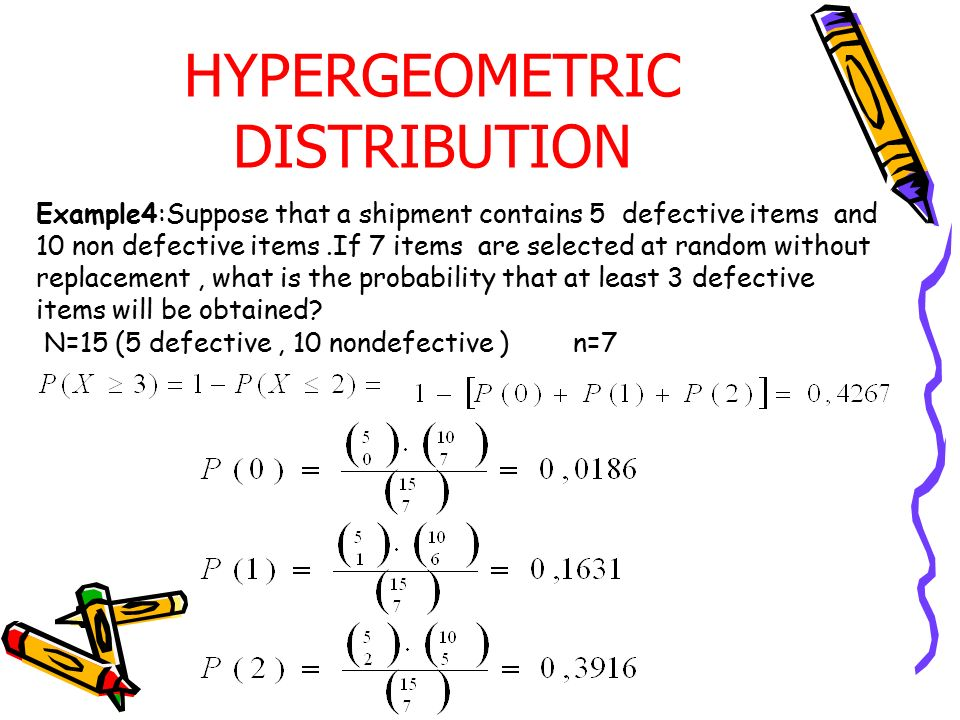 HYPERGEOMETRIC
DISTRIBUTION
Example4:Suppose that a shipment contains 5 defective items and
10 non defective items .If 7 items are selected at random without
replacement , what is the probability that at least 3 defective
items will be obtained?
N=15 (5 defective , 10 nondefective ) n=7
P(X ≥ 3) = 1 − P(X ≤ 2) = 1 − [P(0) + P(1) + P(2)] = 0,4267
P(0) = (5 0)·(10 7) / (15 7) = 0,0186
P(1) = (5 1)·(10 6) / (15 7) = 0,1631
P(2) = (5 2)·(10 5) / (15 7) = 0,3916